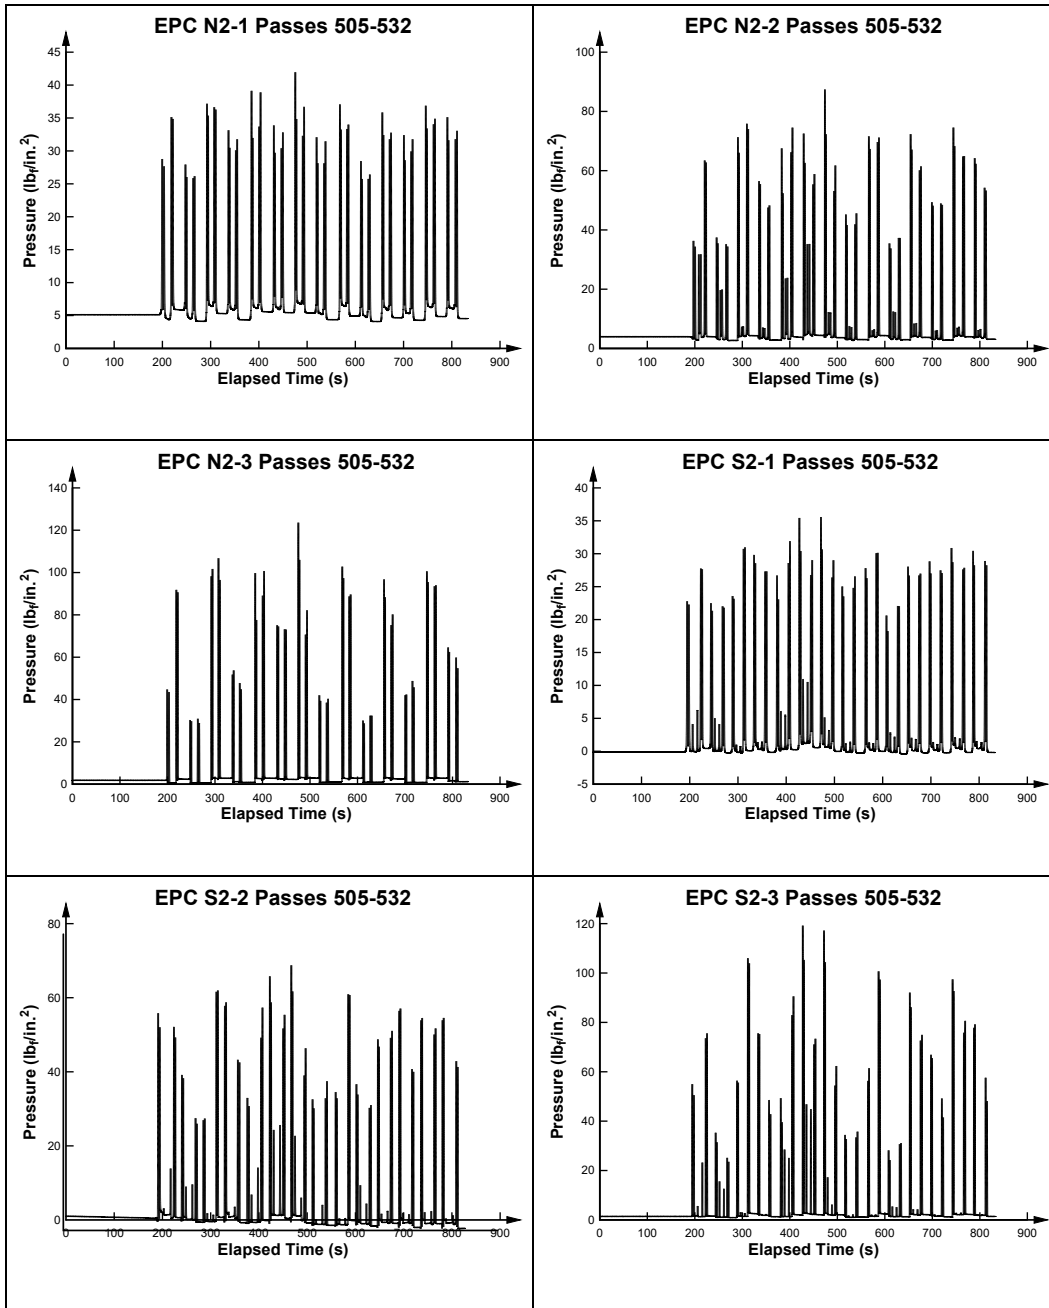 EPC N2-1 Passes 505-532
45
40
35
30
25
20
15
10
5
0
Pressure (lbf/in.2)
0 100 200 300 400 500 600 700 800 900
Elapsed Time (s)
EPC N2-2 Passes 505-532
100
80
60
40
20
0
Pressure (lbf/in.2)
0 100 200 300 400 500 600 700 800 900
Elapsed Time (s)
EPC N2-3 Passes 505-532
140
120
100
80
60
40
20
0
Pressure (lbf/in.2)
0 100 200 300 400 500 600 700 800 900
Elapsed Time (s)
EPC S2-1 Passes 505-532
40
35
30
25
20
15
10
5
0
-5
Pressure (lbf/in.2)
0 100 200 300 400 500 600 700 800 900
Elapsed Time (s)
EPC S2-2 Passes 505-532
80
60
40
20
0
Pressure (lbf/in.2)
0 100 200 300 400 500 600 700 800 900
Elapsed Time (s)
EPC S2-3 Passes 505-532
120
100
80
60
40
20
0
Pressure (lbf/in.2)
0 100 200 300 400 500 600 700 800 900
Elapsed Time (s)